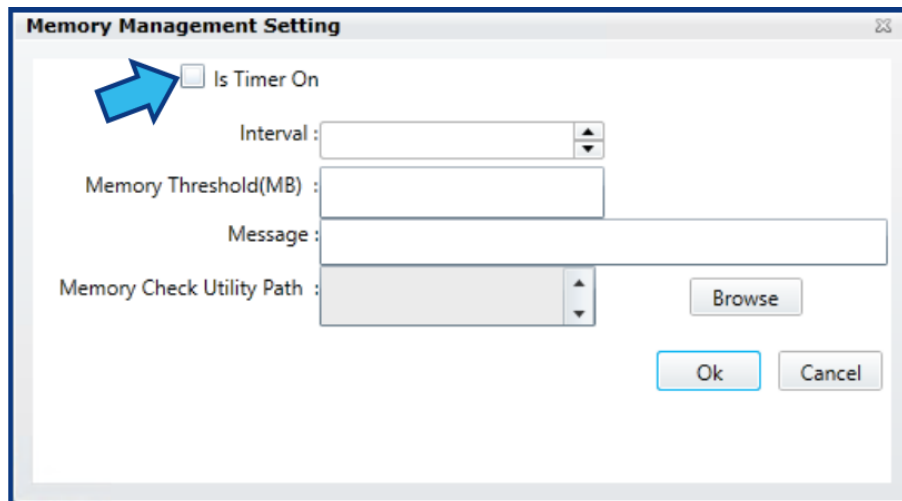 Memory Management Setting
Is Timer On
Interval :
Memory Threshold(MB) :
Message :
Memory Check Utility Path :
Browse
Ok Cancel